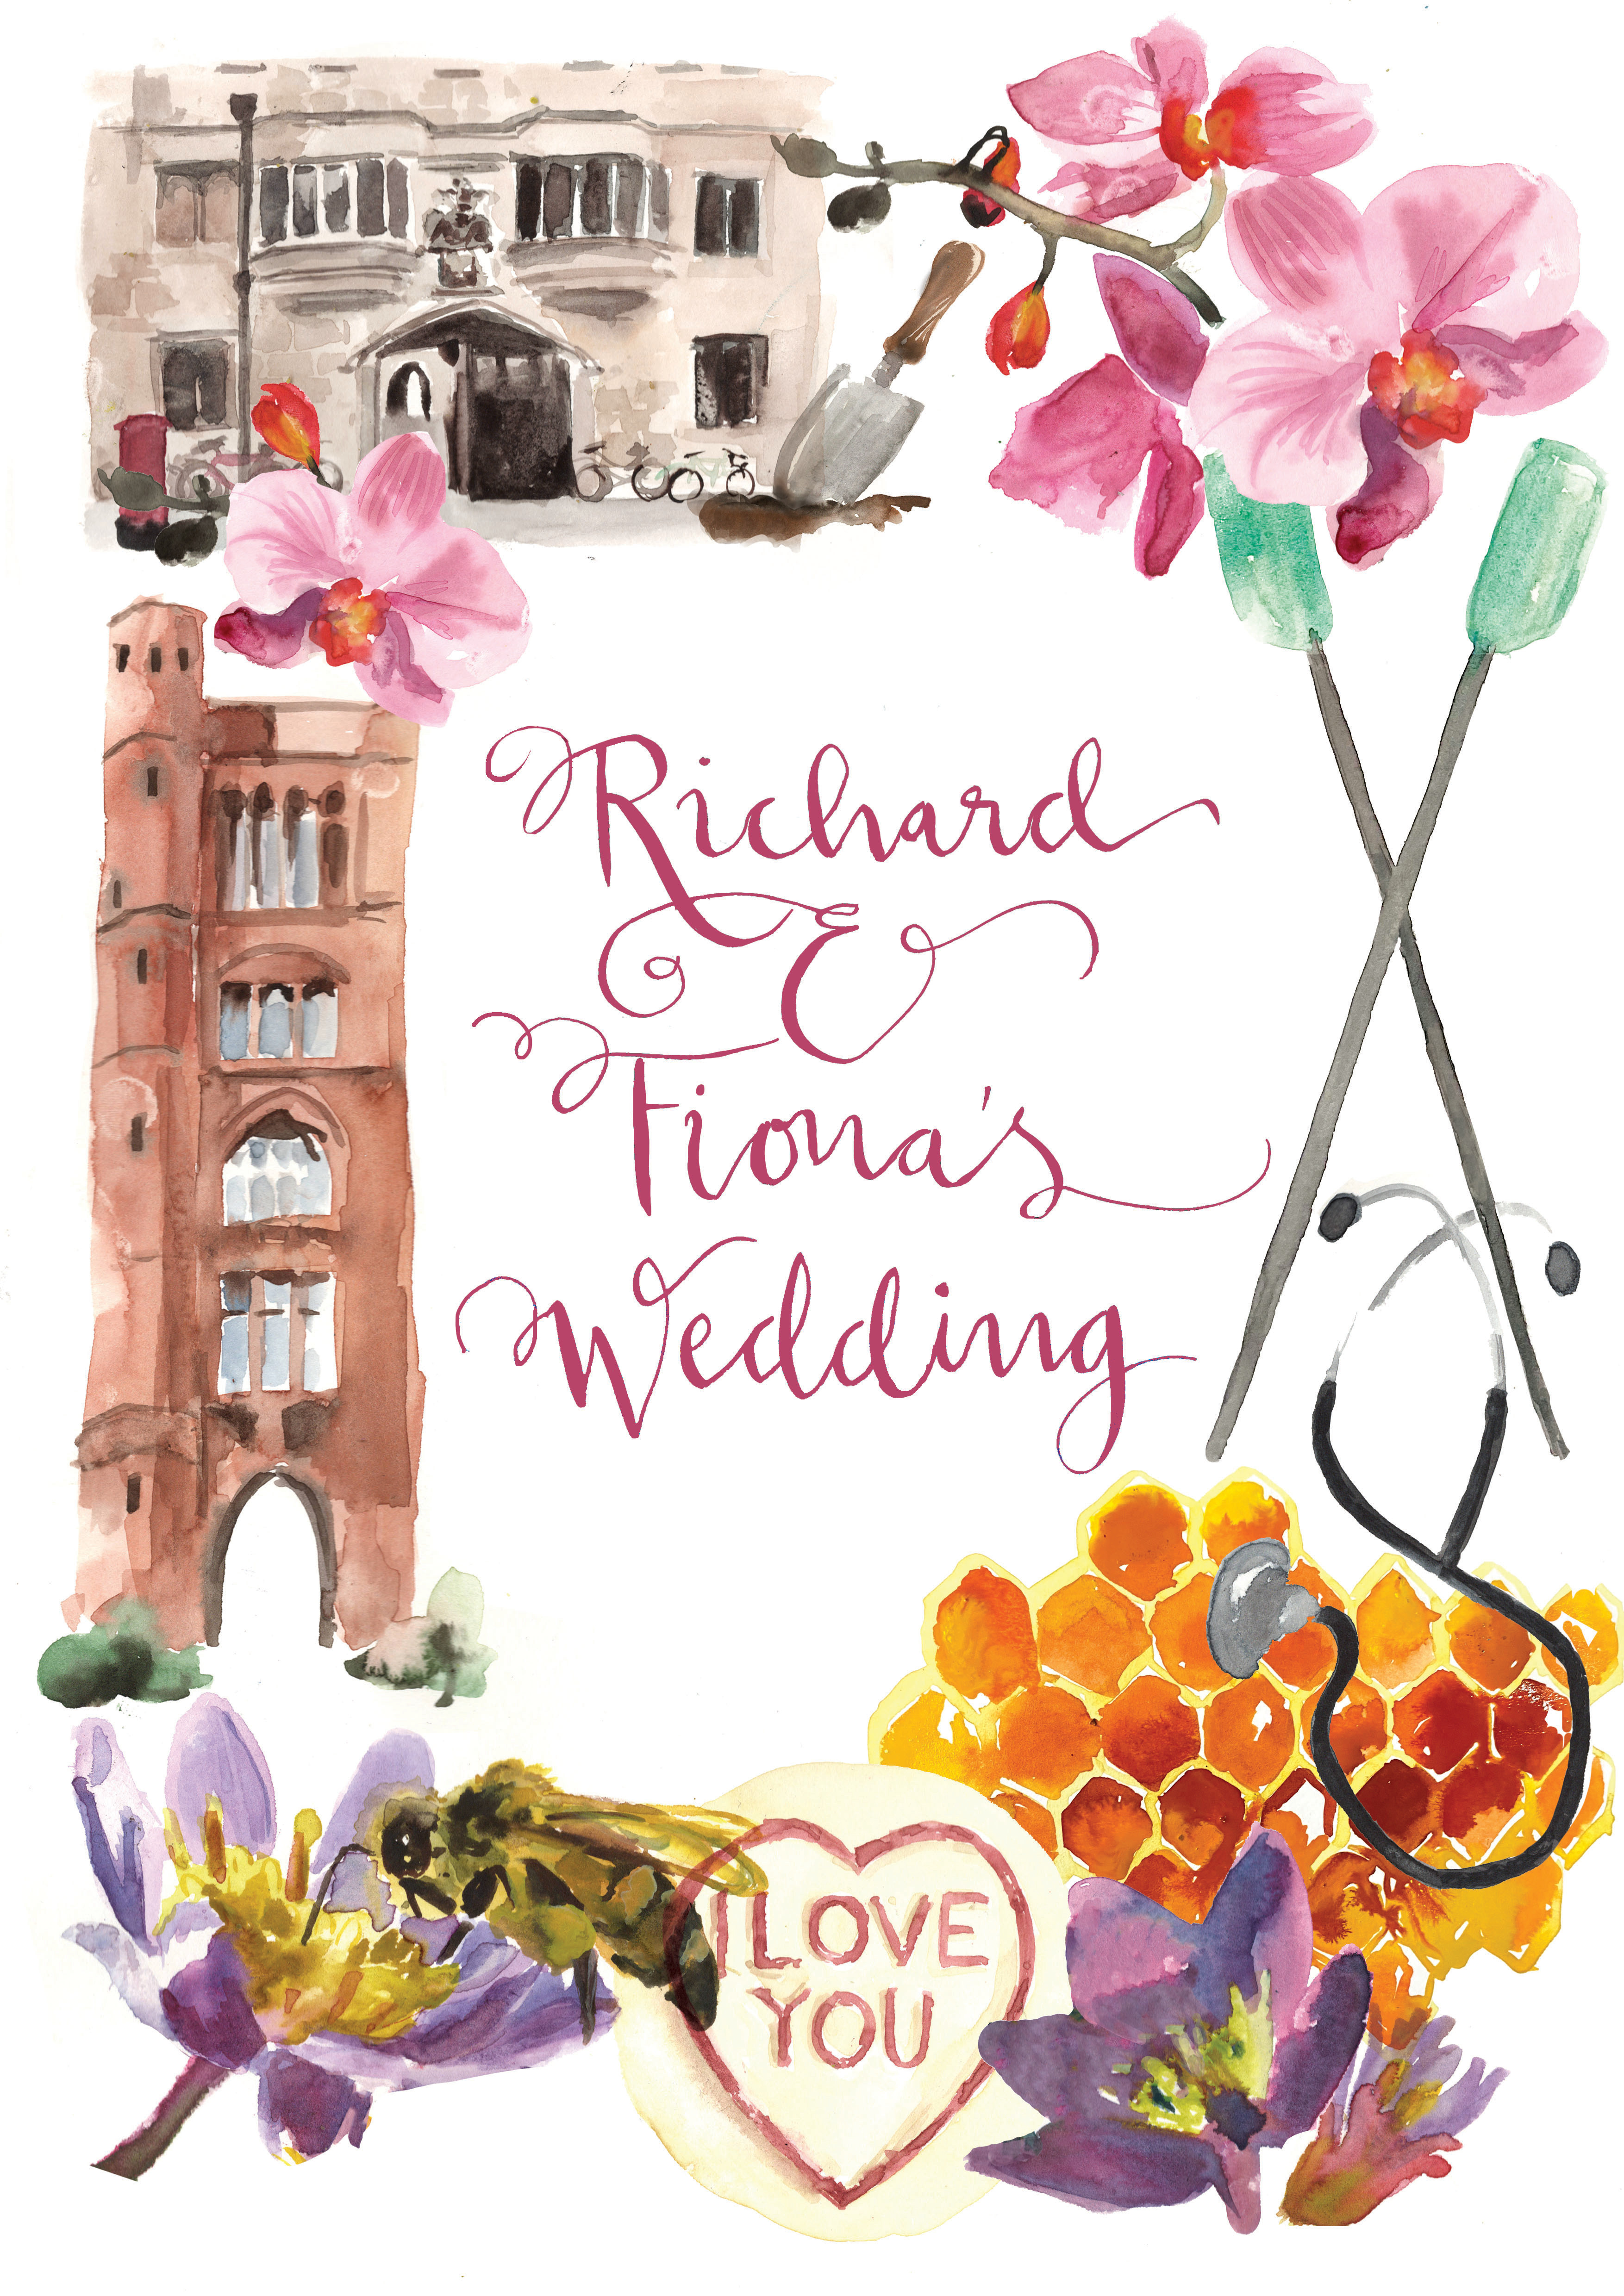 Richard
&
Fiona's
Wedding
I LOVE
YOU